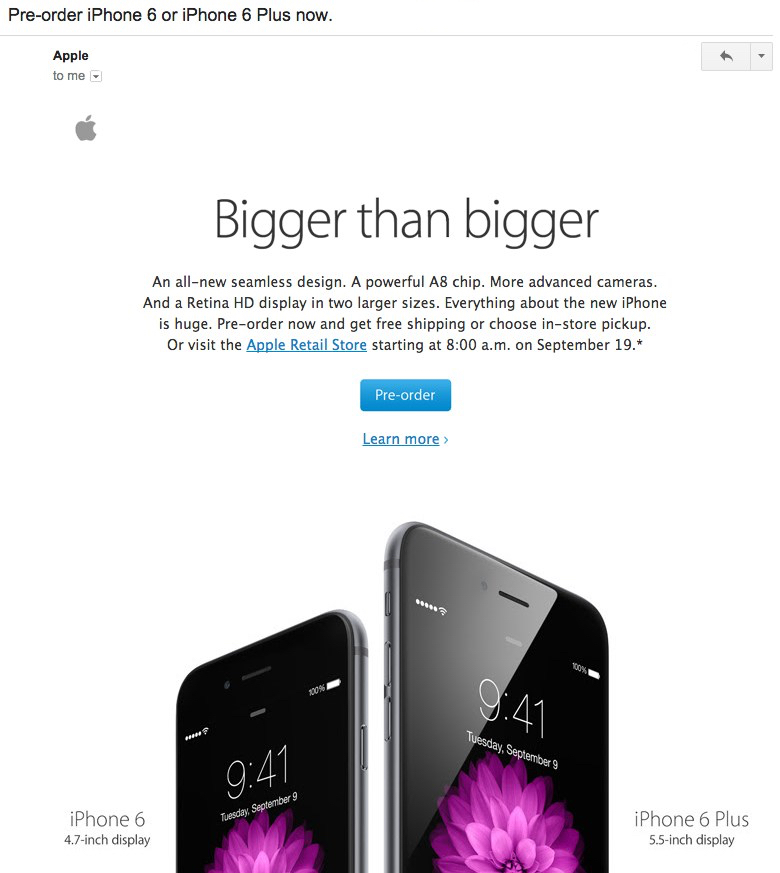 Pre-order iPhone 6 or iPhone 6 Plus now.
Apple
to me
Bigger than bigger
An all-new seamless design. A powerful A8 chip. More advanced cameras.
And a Retina HD display in two larger sizes. Everything about the new iPhone
is huge. Pre-order now and get free shipping or choose in-store pickup.
Or visit the Apple Retail Store starting at 8:00 a.m. on September 19.*
Pre-order
Learn more ›
100%
9:41
Tuesday, September 9
100%
9:41
Tuesday, September 9
iPhone 6
4.7-inch display
iPhone 6 Plus
5.5-inch display